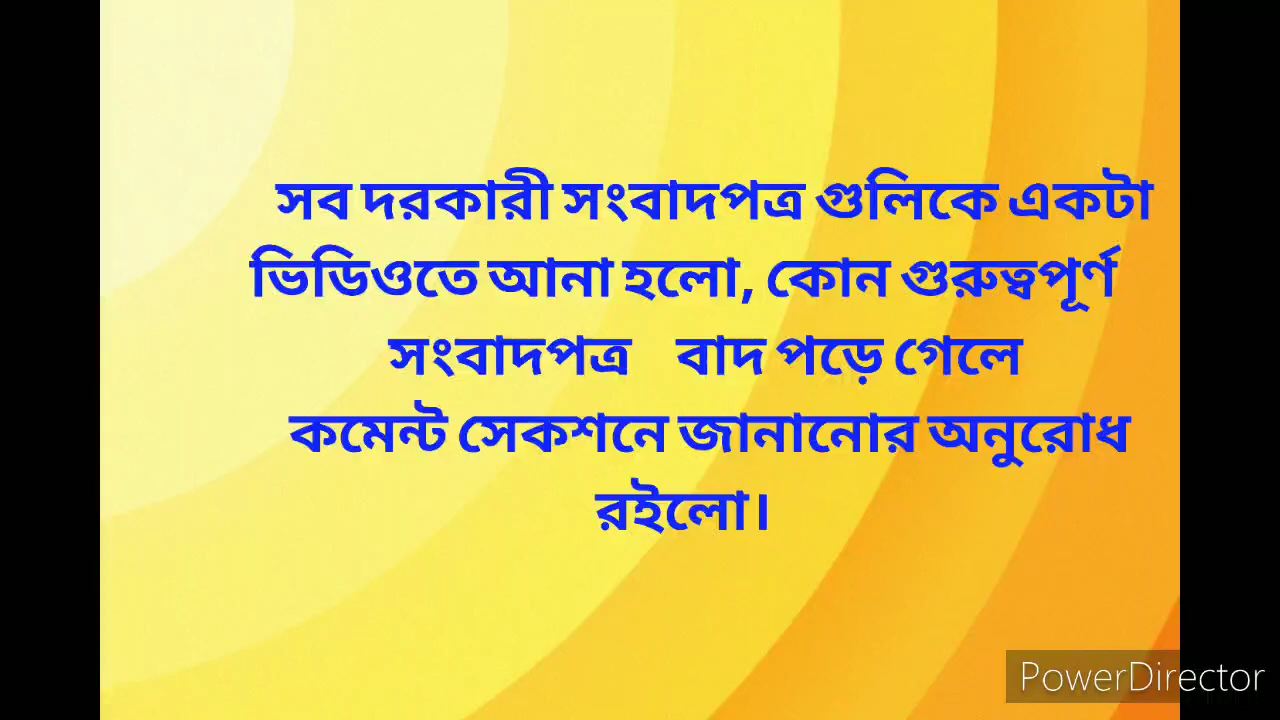 সব দরকারী সংবাদপত্র গুলিকে একটা
ভিডিওতে আনা হলো, কোন গুরুত্বপূর্ণ
সংবাদপত্র বাদ পড়ে গেলে
কমেন্ট সেকশনে জানানোর অনুরোধ
রইলো।
PowerDirector